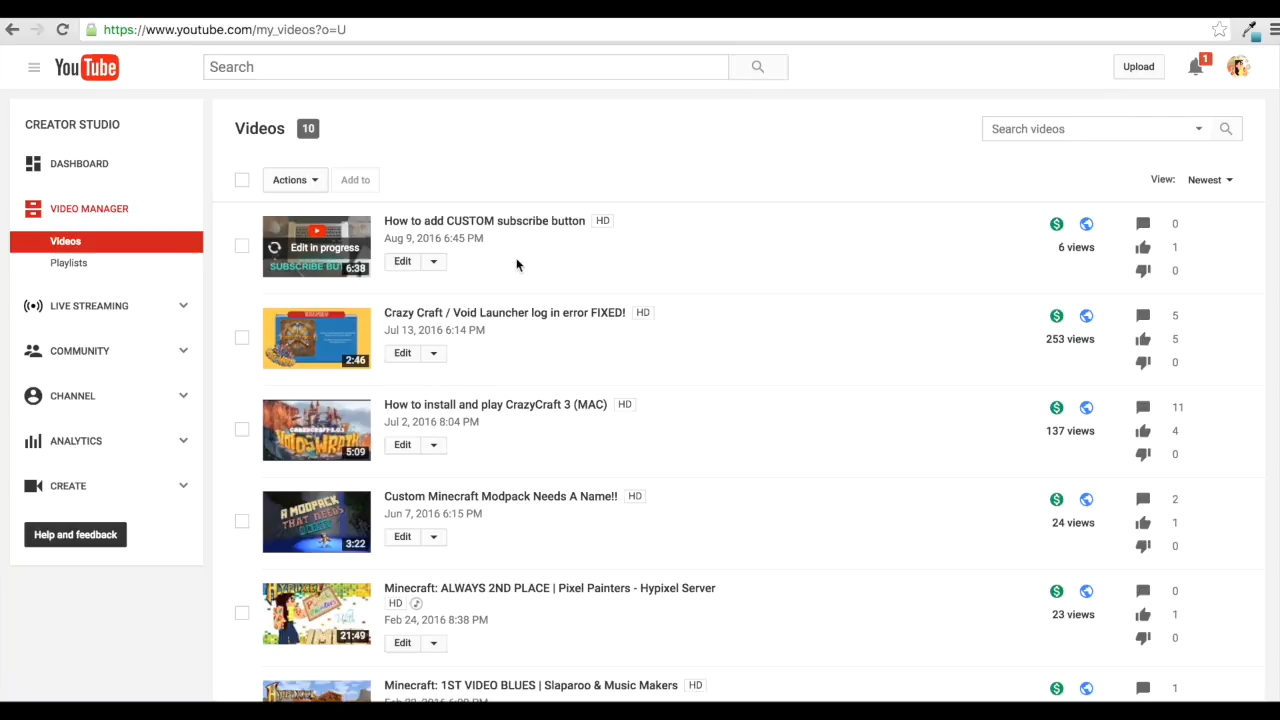 https://www.youtube.com/my_videos?o=U
YouTube
Search
Upload
1
CREATOR STUDIO
DASHBOARD
VIDEO MANAGER
Videos
Playlists
LIVE STREAMING
COMMUNITY
CHANNEL
ANALYTICS
CREATE
Help and feedback
Videos 10
Search videos
Actions
Add to
View: Newest
Edit in progress
6:38
How to add CUSTOM subscribe button HD
Aug 9, 2016 6:45 PM
Edit
6 views
0
1
0
2:46
Crazy Craft / Void Launcher log in error FIXED! HD
Jul 13, 2016 6:14 PM
Edit
253 views
5
5
0
5:09
How to install and play CrazyCraft 3 (MAC) HD
Jul 2, 2016 8:04 PM
Edit
137 views
11
4
0
A MODPACK
THAT NEEDS
3:22
Custom Minecraft Modpack Needs A Name!! HD
Jun 7, 2016 6:15 PM
Edit
24 views
2
1
0
21:49
Minecraft: ALWAYS 2ND PLACE | Pixel Painters - Hypixel Server
HD
Feb 24, 2016 8:38 PM
Edit
23 views
0
1
0
Minecraft: 1ST VIDEO BLUES | Slaparoo & Music Makers HD
1